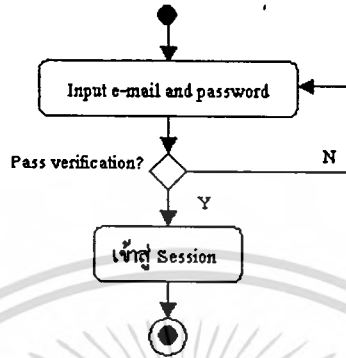 Input e-mail and password
Pass verification?
N
Y
เข้าสู่ Session